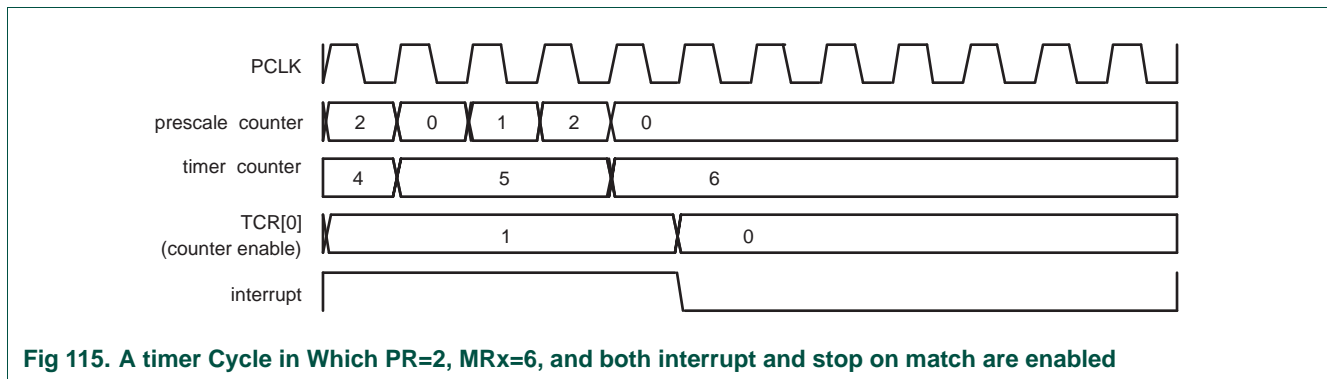 PCLK
prescale counter 2 0 1 2 0
timer counter 4 5 6
TCR[0]
(counter enable) 1 0
interrupt
Fig 115. A timer Cycle in Which PR=2, MRx=6, and both interrupt and stop on match are enabled